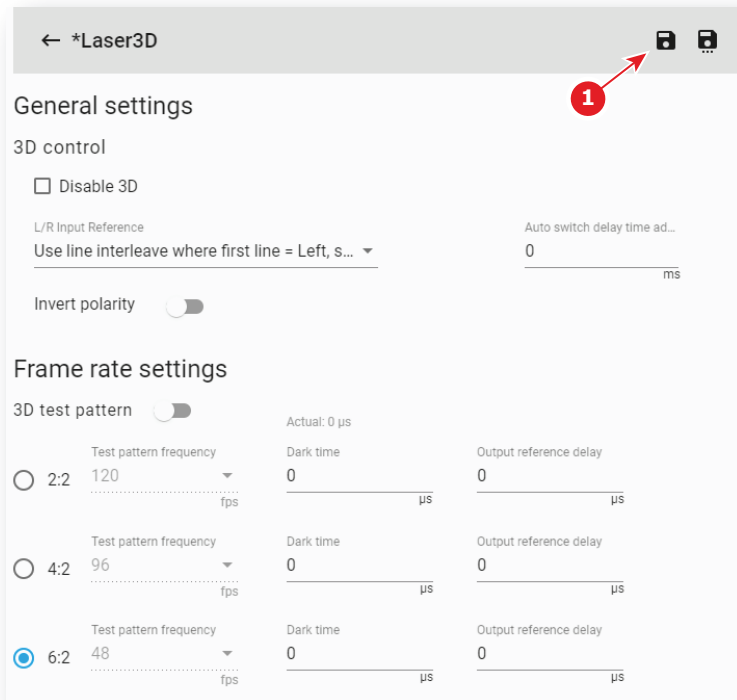 *Laser3D
1
General settings
3D control
Disable 3D
L/R Input Reference
Auto switch delay time ad...
Use line interleave where first line = Left, s...
0
ms
Invert polarity
Frame rate settings
3D test pattern
Actual: 0 µs
Test pattern frequency
Dark time
Output reference delay
2:2
120
0
0
fps
µs
µs
Test pattern frequency
Dark time
Output reference delay
4:2
96
0
0
fps
µs
µs
Test pattern frequency
Dark time
Output reference delay
6:2
48
0
0
fps
µs
µs